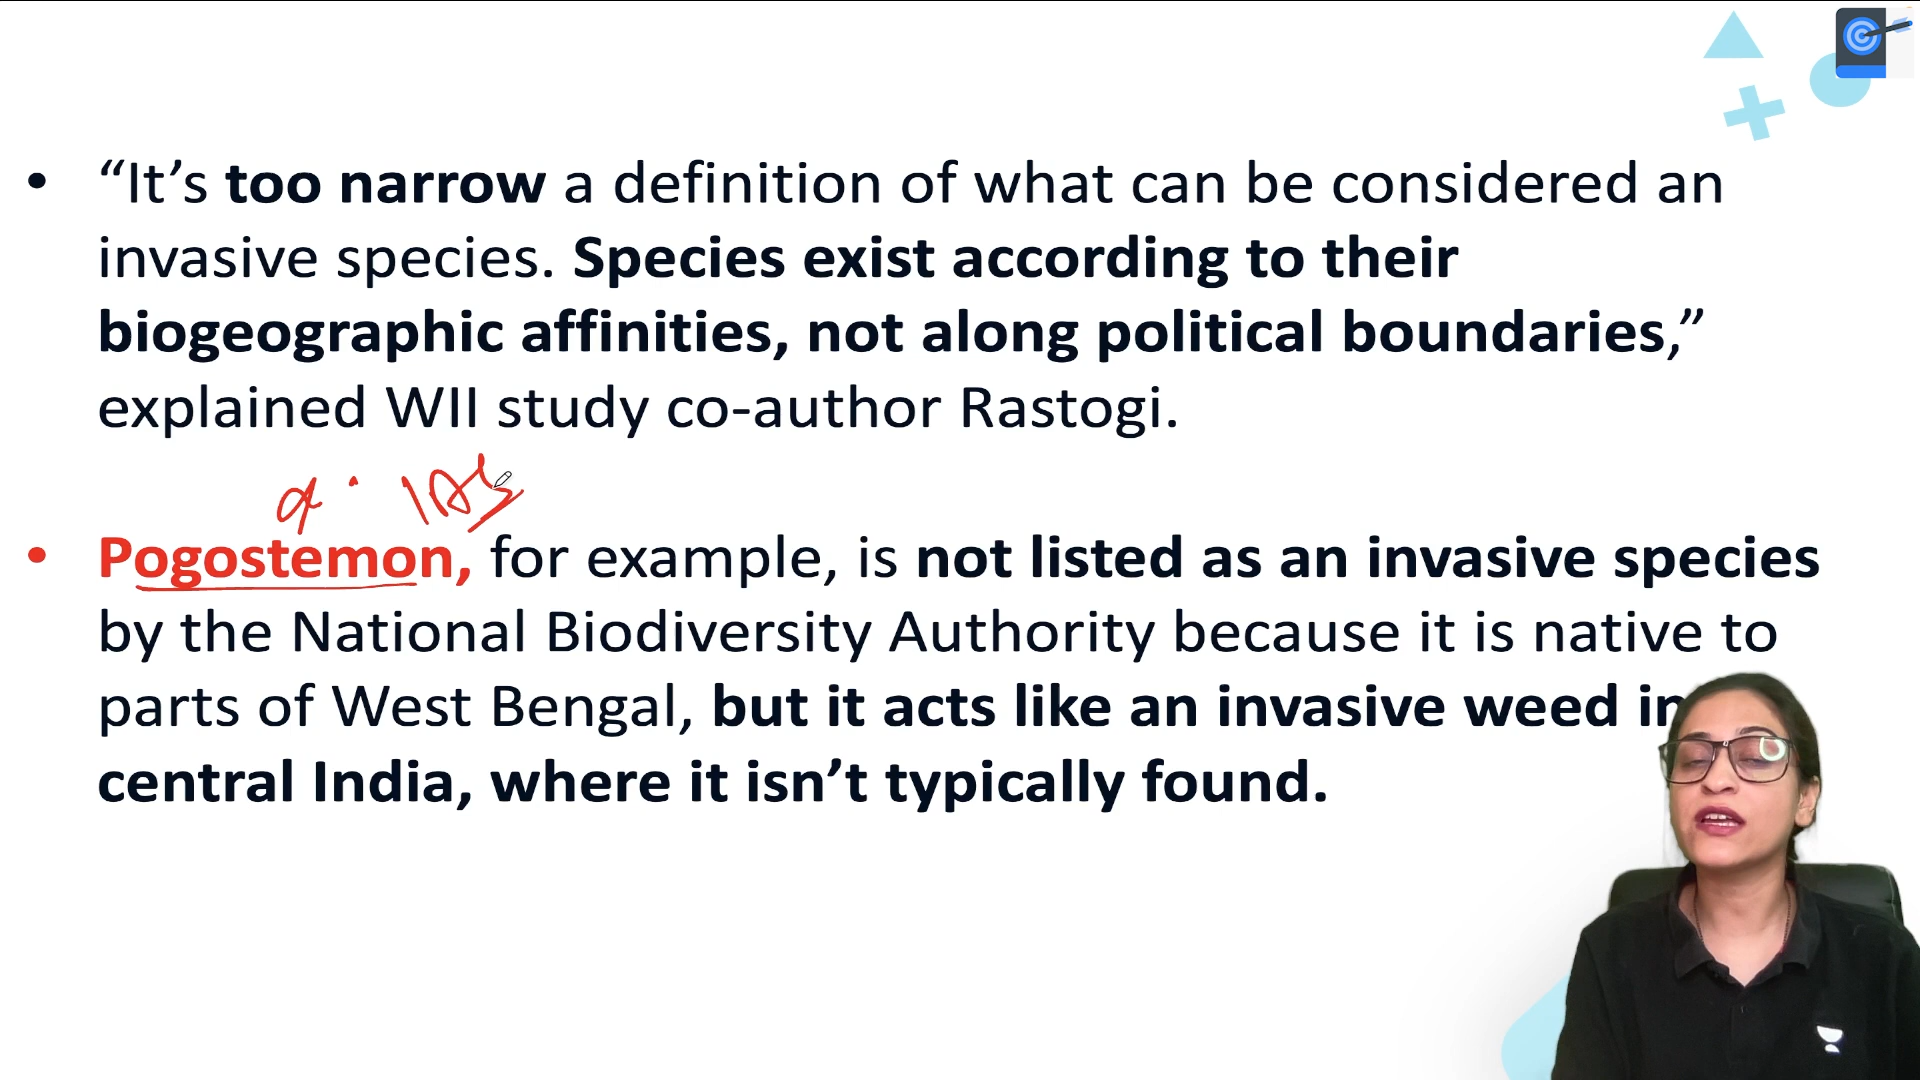 • “It’s too narrow a definition of what can be considered an
invasive species. Species exist according to their
biogeographic affinities, not along political boundaries,”
explained WII study co-author Rastogi.
• Pogostemon, for example, is not listed as an invasive species
by the National Biodiversity Authority because it is native to
parts of West Bengal, but it acts like an invasive weed in
central India, where it isn’t typically found.